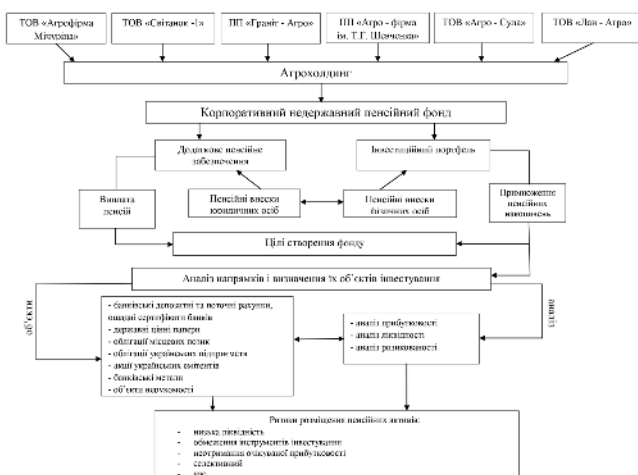 ТОВ «Агрофірма
Мітуріна»
ТОВ «Світанок -1»
ПП «Граніт - Агро»
ПП «Агро - фірма
ім. Т.Г. Шевченка»
ТОВ «Агро - Сула»
ТОВ «Лан - Агра»
Агрохолдинг
Корпоративний недержавний пенсійний фонд
Додаткове пенсійне
забезпечення
Інвестиційний портфель
Виплата
пенсій
Пенсійні внески
юридичних осіб
Пенсійні внески
фізичних осіб
Примноження
пенсійних
накопичень
Цілі створення фонду
Аналіз напрямків і визначення їх об’єктів інвестування
об’єкти
аналіз
- банківські депозитні та поточні рахунки,
ощадні сертифікати банків
- державні цінні папери
- облігації місцевих позик
- облігації українських підприємств
- акції українських емітентів
- банківські метали
- об’єкти нерухомості
- аналіз прибутковості
- аналіз ліквідності
- аналіз ризикованості
Ризики розміщення пенсійних активів:
- низька ліквідність
- обмеження інструментів інвестування
- неотримання очікуваної прибутковості
- селективний